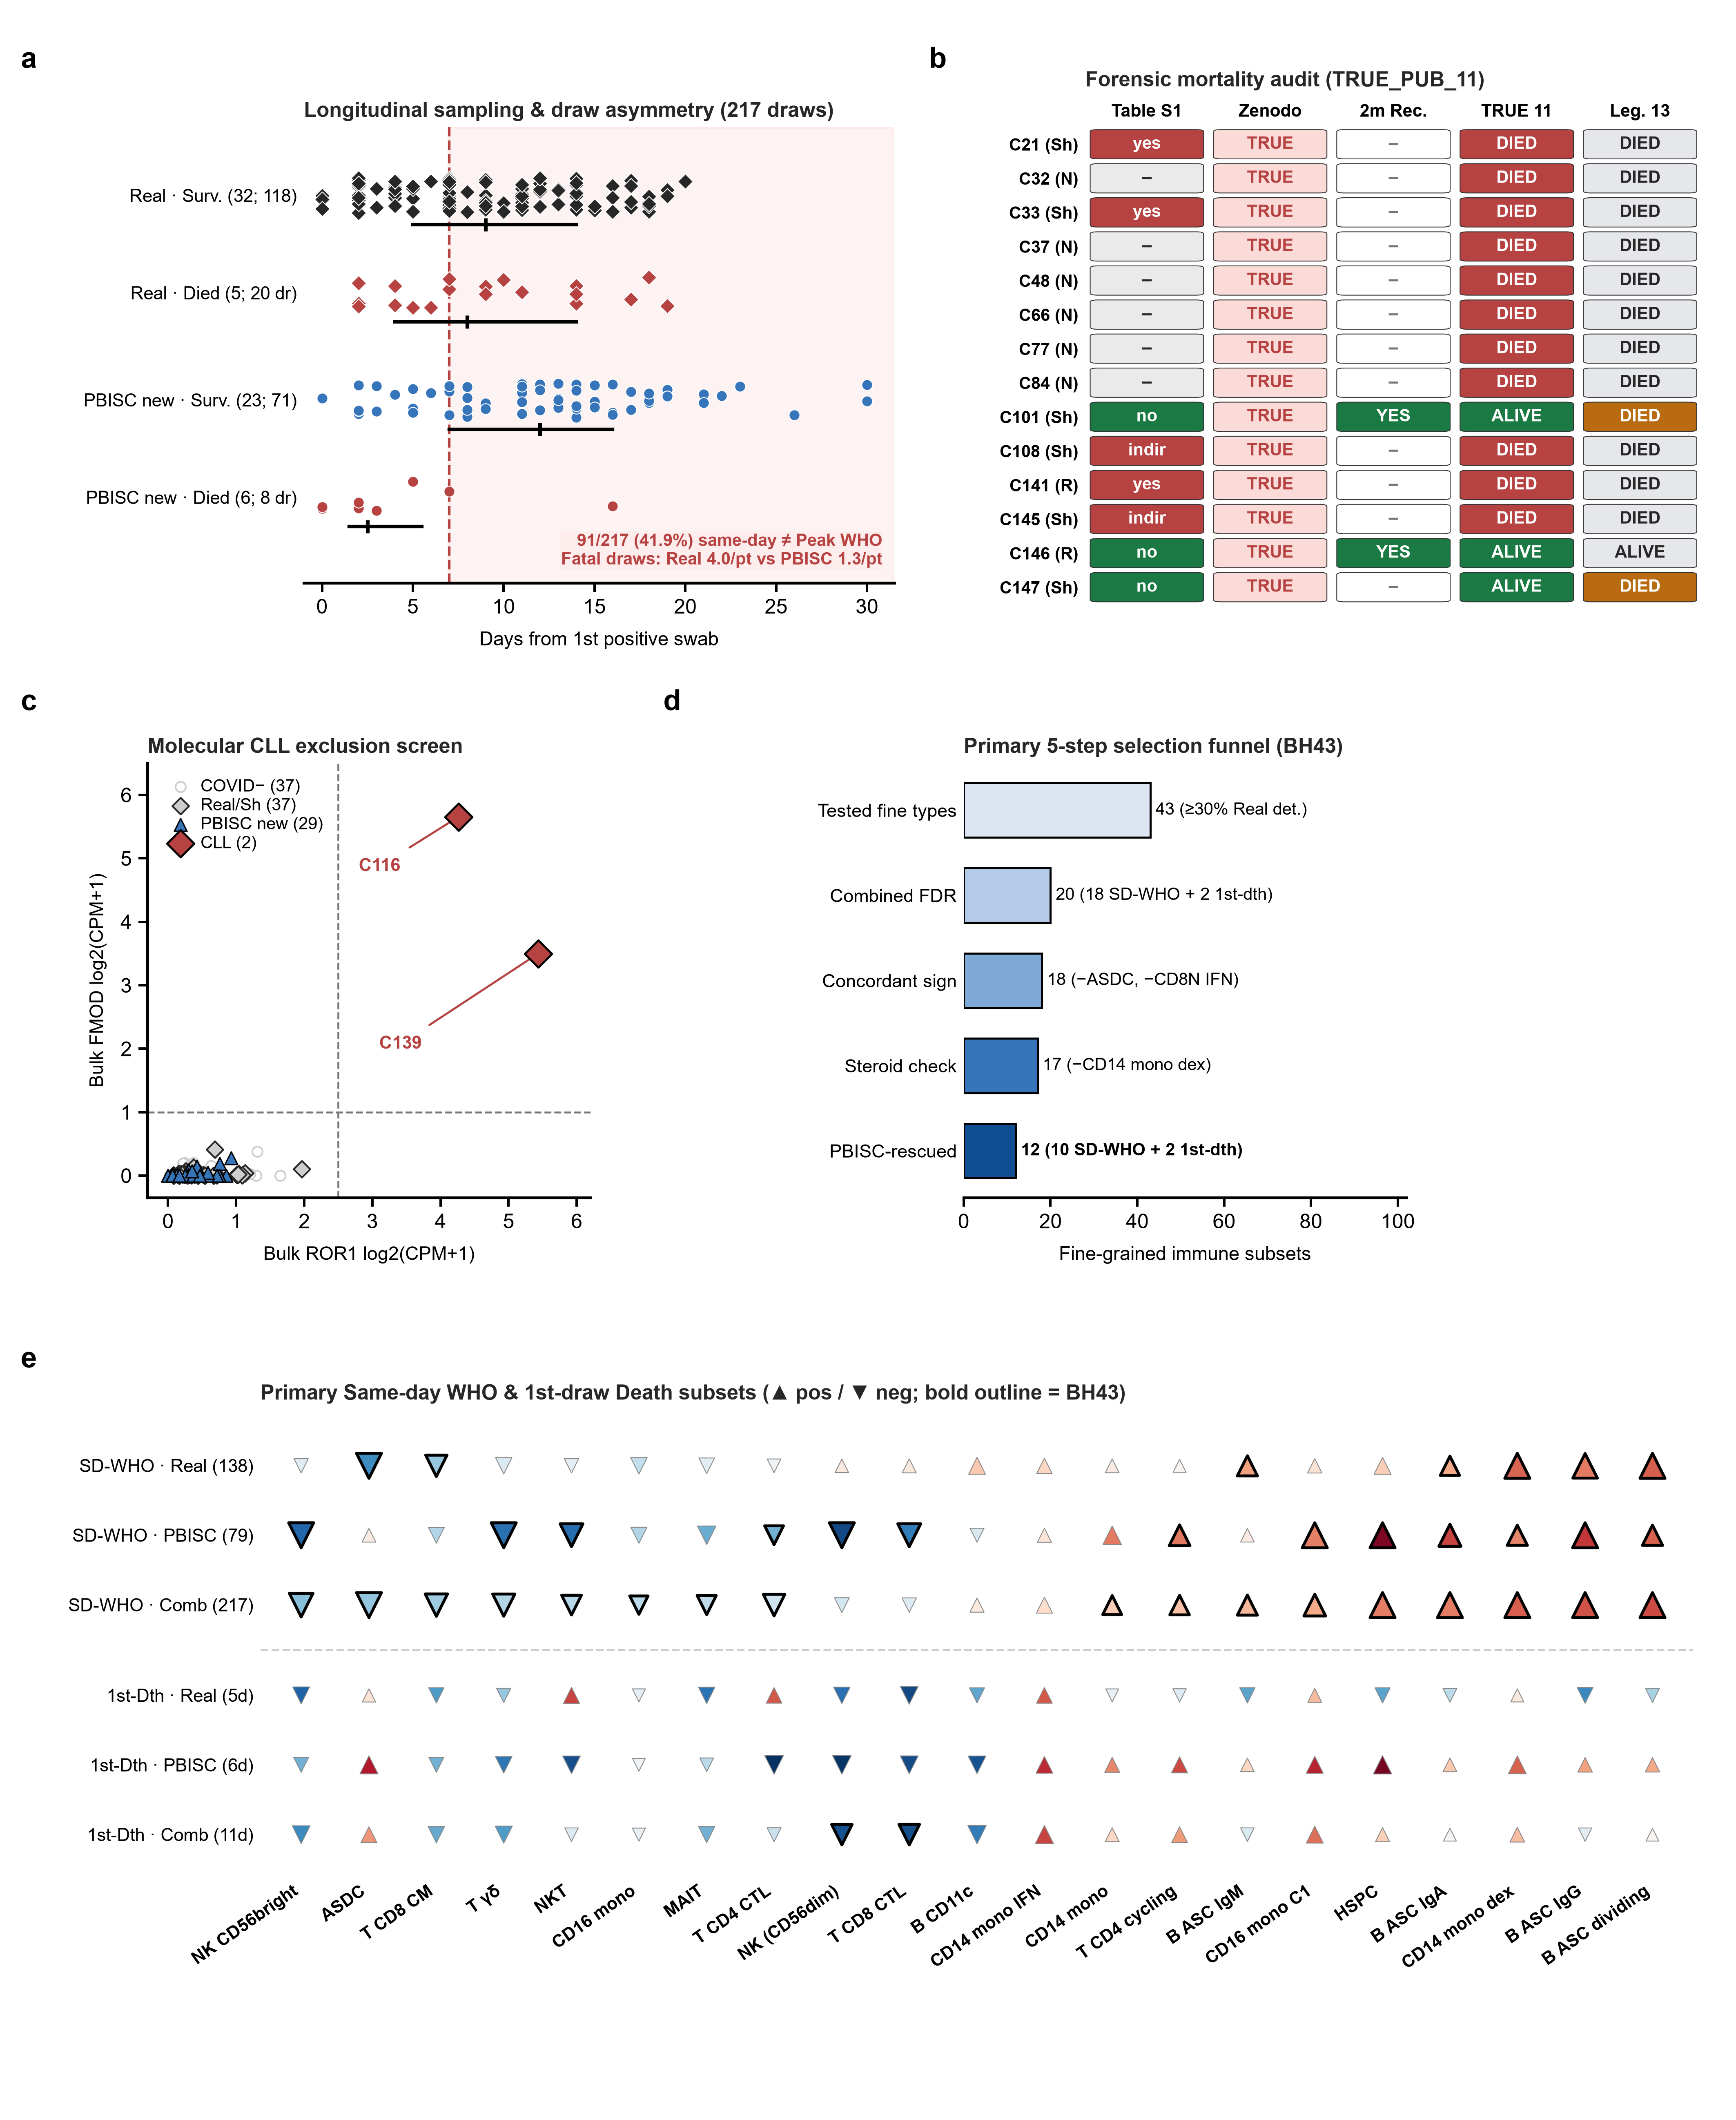 a
Longitudinal sampling & draw asymmetry (217 draws)
Real · Surv. (32; 118)
Real · Died (5; 20 dr)
PBISC new · Surv. (23; 71)
PBISC new · Died (6; 8 dr)
91/217 (41.9%) same-day ≠ Peak WHO
Fatal draws: Real 4.0/pt vs PBISC 1.3/pt
0 5 10 15 20 25 30
Days from 1st positive swab
b
Forensic mortality audit (TRUE_PUB_11)
Table S1 Zenodo 2m Rec. TRUE 11 Leg. 13
C21 (Sh) yes TRUE – DIED DIED
C32 (N) – TRUE – DIED DIED
C33 (Sh) yes TRUE – DIED DIED
C37 (N) – TRUE – DIED DIED
C48 (N) – TRUE – DIED DIED
C66 (N) – TRUE – DIED DIED
C77 (N) – TRUE – DIED DIED
C84 (N) – TRUE – DIED DIED
C101 (Sh) no TRUE YES ALIVE DIED
C108 (Sh) indir TRUE – DIED DIED
C141 (R) yes TRUE – DIED DIED
C145 (Sh) indir TRUE – DIED DIED
C146 (R) no TRUE YES ALIVE ALIVE
C147 (Sh) no TRUE – ALIVE DIED
c
Molecular CLL exclusion screen
COVID− (37)
Real/Sh (37)
PBISC new (29)
CLL (2)
C116
C139
6
5
4
3
2
1
0
Bulk FMOD log2(CPM+1)
0 1 2 3 4 5 6
Bulk ROR1 log2(CPM+1)
d
Primary 5-step selection funnel (BH43)
Tested fine types 43 (≥30% Real det.)
Combined FDR 20 (18 SD-WHO + 2 1st-dth)
Concordant sign 18 (−ASDC, −CD8N IFN)
Steroid check 17 (−CD14 mono dex)
PBISC-rescued 12 (10 SD-WHO + 2 1st-dth)
0 20 40 60 80 100
Fine-grained immune subsets
e
Primary Same-day WHO & 1st-draw Death subsets (▲ pos / ▼ neg; bold outline = BH43)
SD-WHO · Real (138)
SD-WHO · PBISC (79)
SD-WHO · Comb (217)
1st-Dth · Real (5d)
1st-Dth · PBISC (6d)
1st-Dth · Comb (11d)
NK CD56bright
ASDC
T CD8 CM
T γδ
NKT
CD16 mono
MAIT
T CD4 CTL
NK (CD56dim)
T CD8 CTL
B CD11c
CD14 mono IFN
CD14 mono
T CD4 cycling
B ASC IgM
CD16 mono C1
HSPC
B ASC IgA
CD14 mono dex
B ASC IgG
B ASC dividing